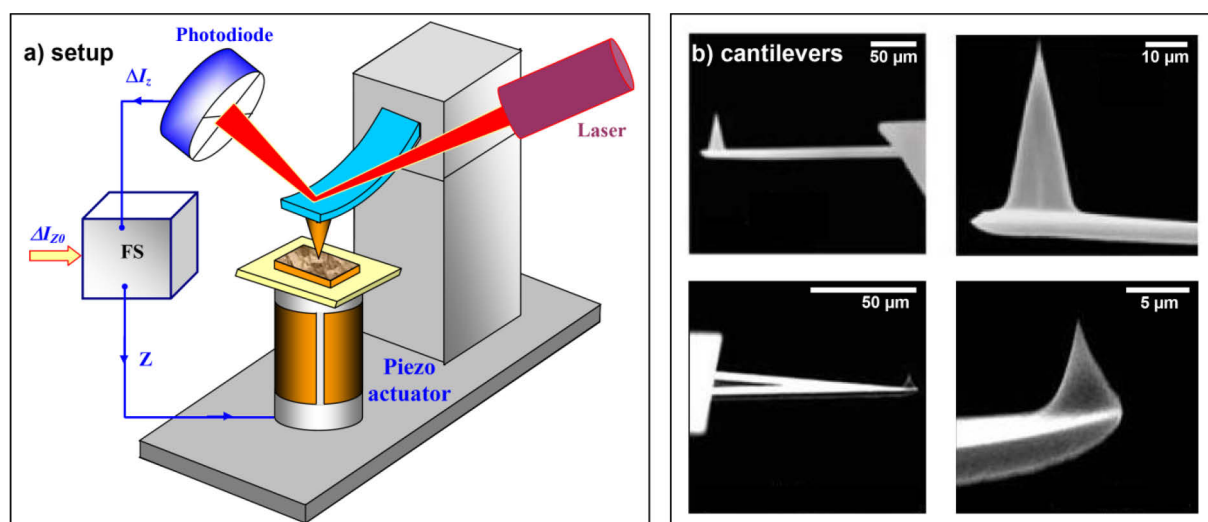 a) setup
Photodiode
ΔI_z
Laser
ΔI_Z0
FS
Z
Piezo
actuator
b) cantilevers
50 µm
10 µm
50 µm
5 µm